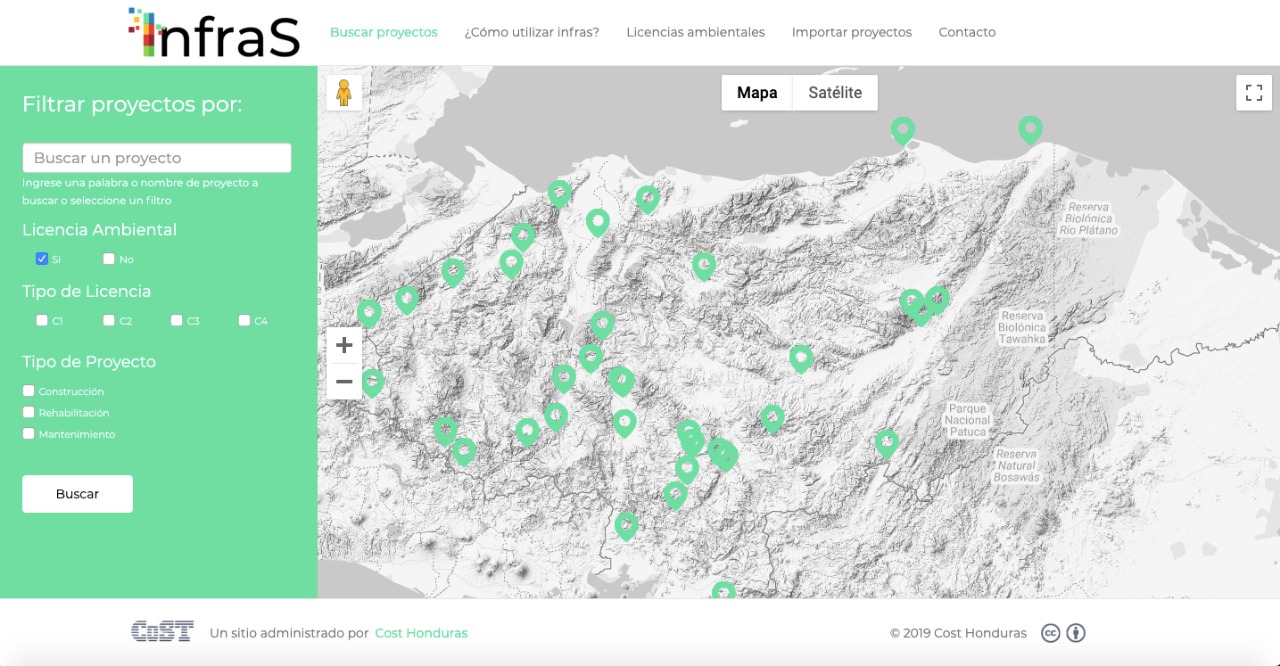 InfraS
Buscar proyectos
¿Cómo utilizar infras?
Licencias ambientales
Importar proyectos
Contacto
Filtrar proyectos por:
Buscar un proyecto
Ingrese una palabra o nombre de proyecto a
buscar o seleccione un filtro
Licencia Ambiental
SI No
Tipo de Licencia
C1 C2 C3 C4
Tipo de Proyecto
Construcción
Rehabilitación
Mantenimiento
Buscar
Mapa Satélite
Reserva
Biolónica
Río Plátano
Reserva
Biolónica
Tawahka
Parque
Nacional
Patuca
Reserva
Natural
Bosawás
CoST
Un sitio administrado por Cost Honduras
© 2019 Cost Honduras
cc